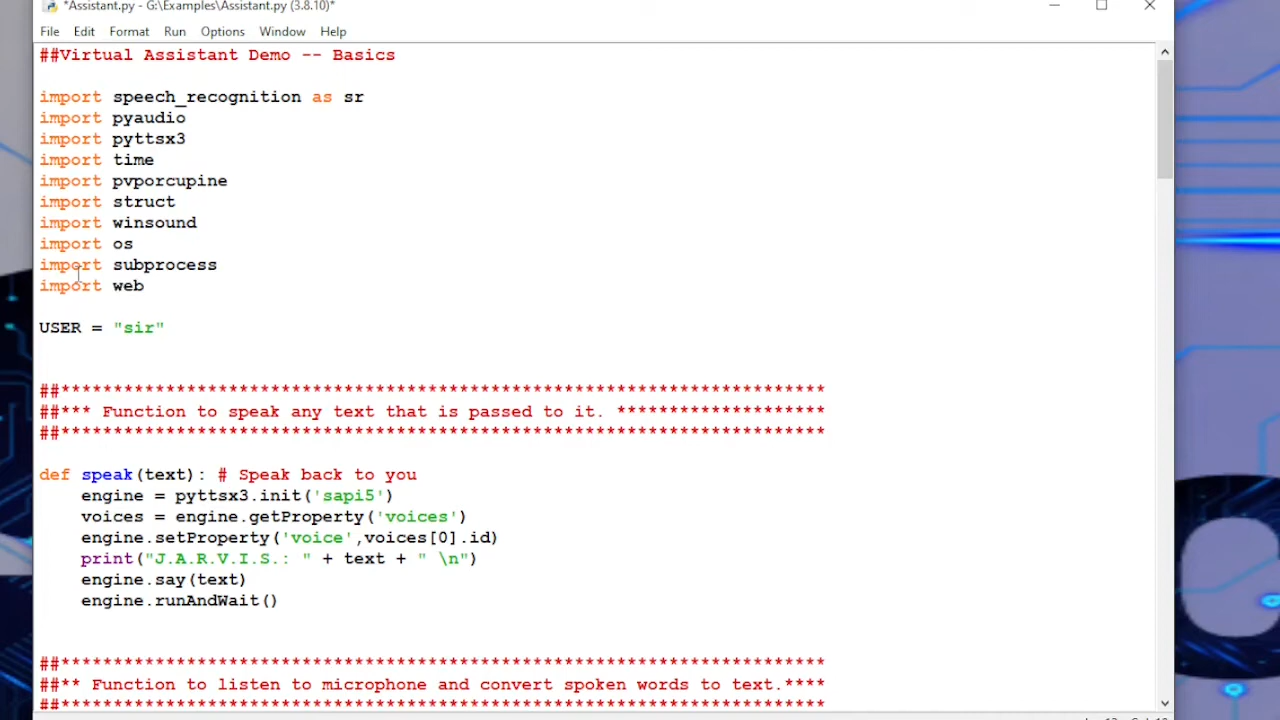 *Assistant.py - G:\Examples\Assistant.py (3.8.10)*
File Edit Format Run Options Window Help
##Virtual Assistant Demo -- Basics
import speech_recognition as sr
import pyaudio
import pyttsx3
import time
import pvporcupine
import struct
import winsound
import os
import subprocess
import web
USER = "sir"
##*************************************************************************
##*** Function to speak any text that is passed to it. ********************
##*************************************************************************
def speak(text): # Speak back to you
    engine = pyttsx3.init('sapi5')
    voices = engine.getProperty('voices')
    engine.setProperty('voice',voices[0].id)
    print("J.A.R.V.I.S.: " + text + " \n")
    engine.say(text)
    engine.runAndWait()
##*************************************************************************
##** Function to listen to microphone and convert spoken words to text.****
##*************************************************************************